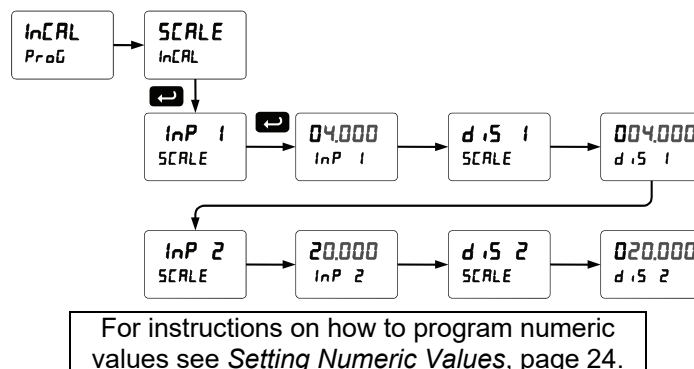 InCAL
ProG
SCALE
InCAL
InP 1
SCALE
04.000
InP 1
diS 1
SCALE
004.000
diS 1
InP 2
SCALE
20.000
InP 2
diS 2
SCALE
020.000
diS 2
For instructions on how to program numeric
values see Setting Numeric Values, page 24.